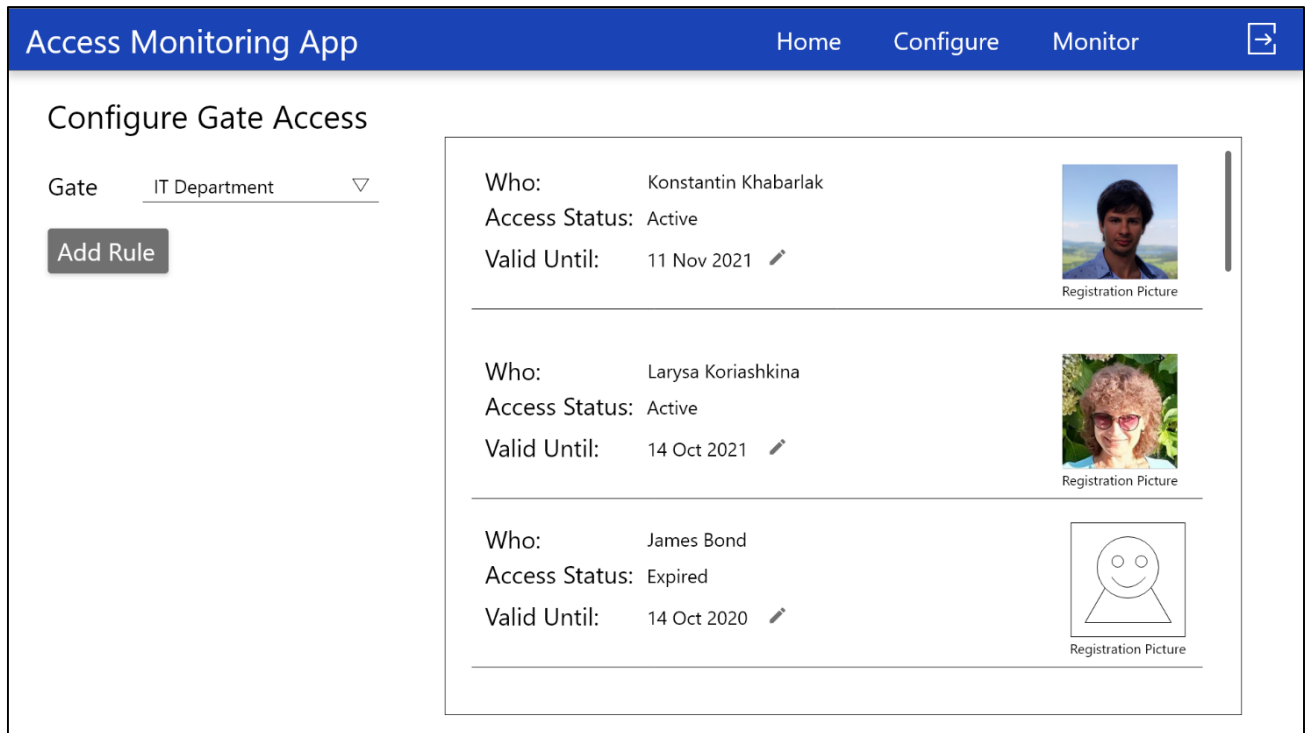 Access Monitoring App Home Configure Monitor
Configure Gate Access
Gate IT Department
Add Rule
Who: Konstantin Khabarlak
Access Status: Active
Valid Until: 11 Nov 2021
Registration Picture
Who: Larysa Koriashkina
Access Status: Active
Valid Until: 14 Oct 2021
Registration Picture
Who: James Bond
Access Status: Expired
Valid Until: 14 Oct 2020
Registration Picture